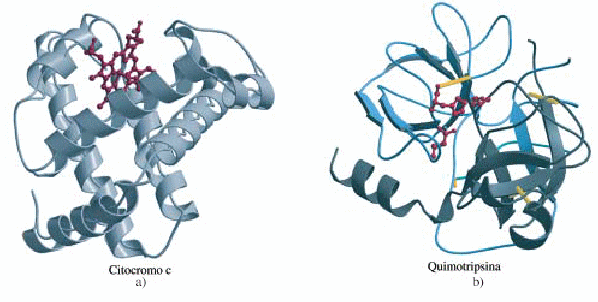 Citocromo c
a)
Quimotripsina
b)